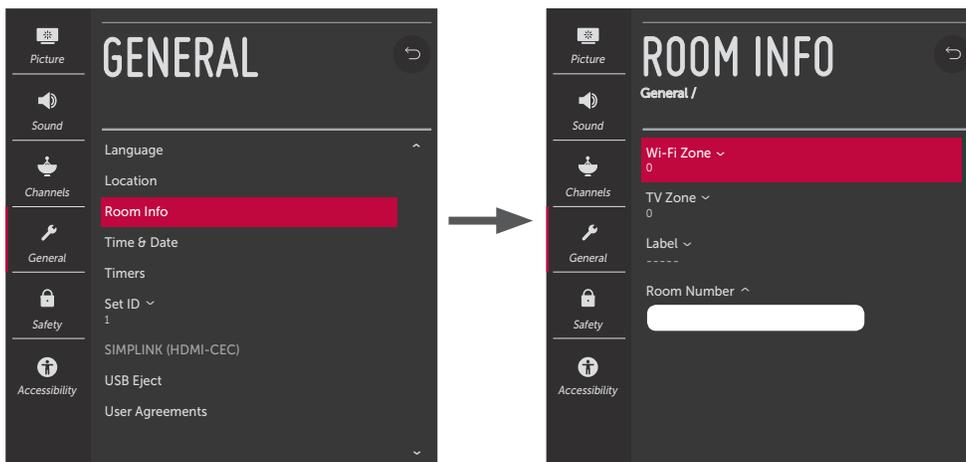 Picture
Sound
Channels
General
Safety
Accessibility
GENERAL
Language
Location
Room Info
Time & Date
Timers
Set ID
1
SIMPLINK (HDMI-CEC)
USB Eject
User Agreements
Picture
Sound
Channels
General
Safety
Accessibility
ROOM INFO
General /
Wi-Fi Zone
0
TV Zone
0
Label
-----
Room Number